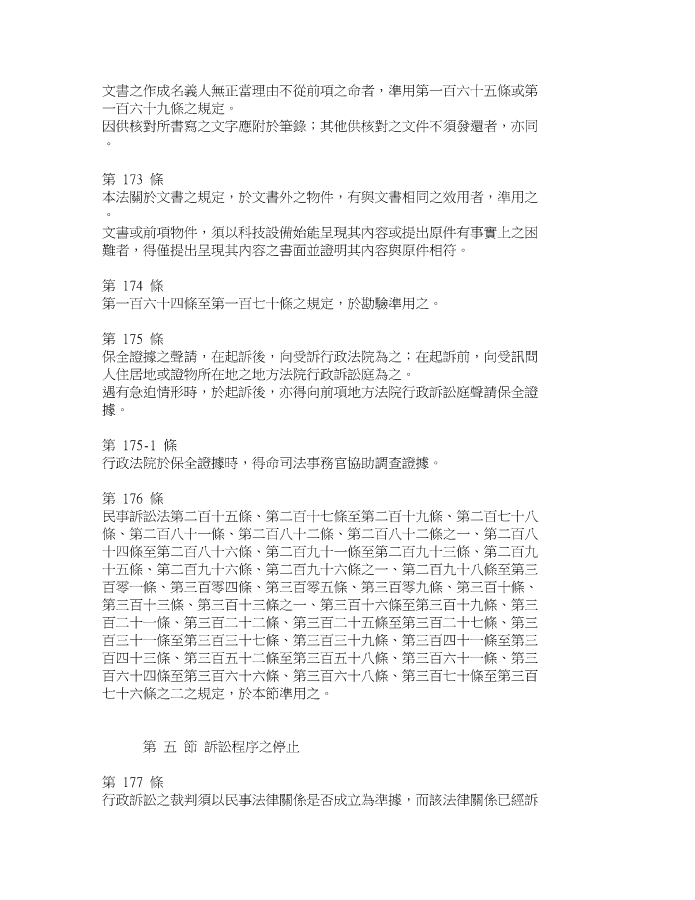 文書之作成名義人無正當理由不從前項之命者，準用第一百六十五條或第
一百六十九條之規定。
因供核對所書寫之文字應附於筆錄；其他供核對之文件不須發還者，亦同
。
第 173 條
本法關於文書之規定，於文書外之物件，有與文書相同之效用者，準用之
。
文書或前項物件，須以科技設備始能呈現其內容或提出原件有事實上之困
難者，得僅提出呈現其內容之書面並證明其內容與原件相符。
第 174 條
第一百六十四條至第一百七十條之規定，於勘驗準用之。
第 175 條
保全證據之聲請，在起訴後，向受訴行政法院為之；在起訴前，向受訊問
人住居地或證物所在地之地方法院行政訴訟庭為之。
遇有急迫情形時，於起訴後，亦得向前項地方法院行政訴訟庭聲請保全證
據。
第 175-1 條
行政法院於保全證據時，得命司法事務官協助調查證據。
第 176 條
民事訴訟法第二百十五條、第二百十七條至第二百十九條、第二百七十八
條、第二百八十一條、第二百八十二條、第二百八十二條之一、第二百八
十四條至第二百八十六條、第二百九十一條至第二百九十三條、第二百九
十五條、第二百九十六條、第二百九十六條之一、第二百九十八條至第三
百零一條、第三百零四條、第三百零五條、第三百零九條、第三百十條、
第三百十三條、第三百十三條之一、第三百十六條至第三百十九條、第三
百二十一條、第三百二十二條、第三百二十五條至第三百二十七條、第三
百三十一條至第三百三十七條、第三百三十九條、第三百四十一條至第三
百四十三條、第三百五十二條至第三百五十八條、第三百六十一條、第三
百六十四條至第三百六十六條、第三百六十八條、第三百七十條至第三百
七十六條之二之規定，於本節準用之。
第 五 節 訴訟程序之停止
第 177 條
行政訴訟之裁判須以民事法律關係是否成立為準據，而該法律關係已經訴